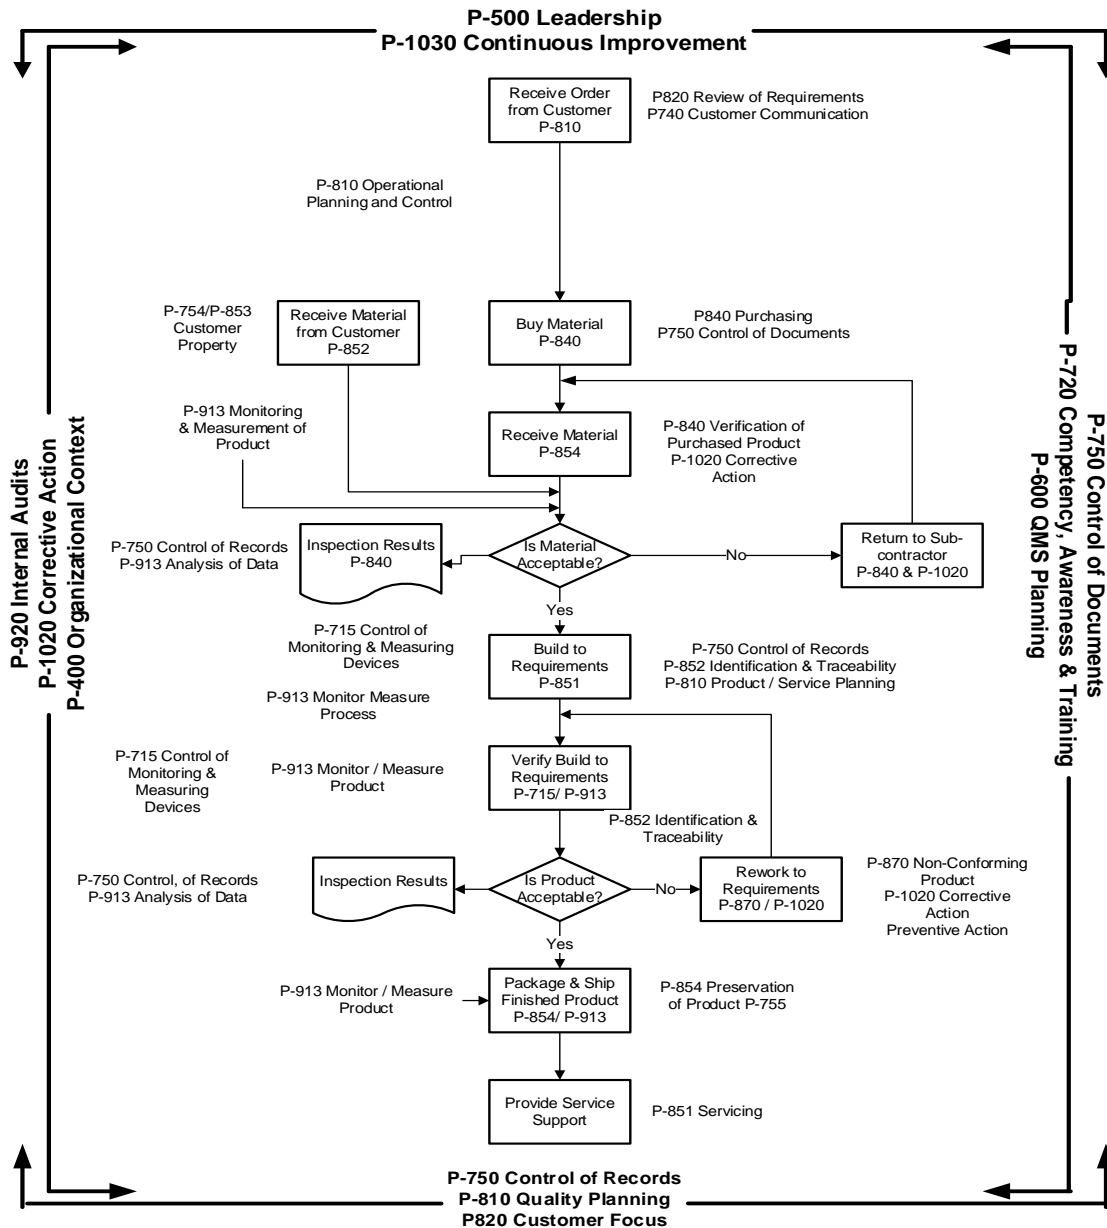 P-500 Leadership
P-1030 Continuous Improvement
Receive Order
from Customer
P-810
P820 Review of Requirements
P740 Customer Communication
P-810 Operational
Planning and Control
P-754/P-853
Customer
Property
Receive Material
from Customer
P-852
Buy Material
P-840
P840 Purchasing
P750 Control of Documents
P-913 Monitoring
& Measurement of
Product
Receive Material
P-854
P-840 Verification of
Purchased Product
P-1020 Corrective
Action
P-750 Control of Records
P-913 Analysis of Data
Inspection Results
P-840
Is Material
Acceptable?
No
Return to Sub-
contractor
P-840 & P-1020
Yes
P-715 Control of
Monitoring & Measuring
Devices
Build to
Requirements
P-851
P-750 Control of Records
P-852 Identification & Traceability
P-810 Product / Service Planning
P-913 Monitor Measure
Process
P-715 Control of
Monitoring &
Measuring
Devices
P-913 Monitor / Measure
Product
Verify Build to
Requirements
P-715/ P-913
P-852 Identification &
Traceability
P-750 Control, of Records
P-913 Analysis of Data
Inspection Results
Is Product
Acceptable?
No
Rework to
Requirements
P-870 / P-1020
P-870 Non-Conforming
Product
P-1020 Corrective
Action
Preventive Action
Yes
P-913 Monitor / Measure
Product
Package & Ship
Finished Product
P-854/ P-913
P-854 Preservation
of Product P-755
Provide Service
Support
P-851 Servicing
P-920 Internal Audits
P-1020 Corrective Action
P-400 Organizational Context
P-750 Control of Documents
P-720 Competency, Awareness & Training
P-600 QMS Planning
P-750 Control of Records
P-810 Quality Planning
P820 Customer Focus